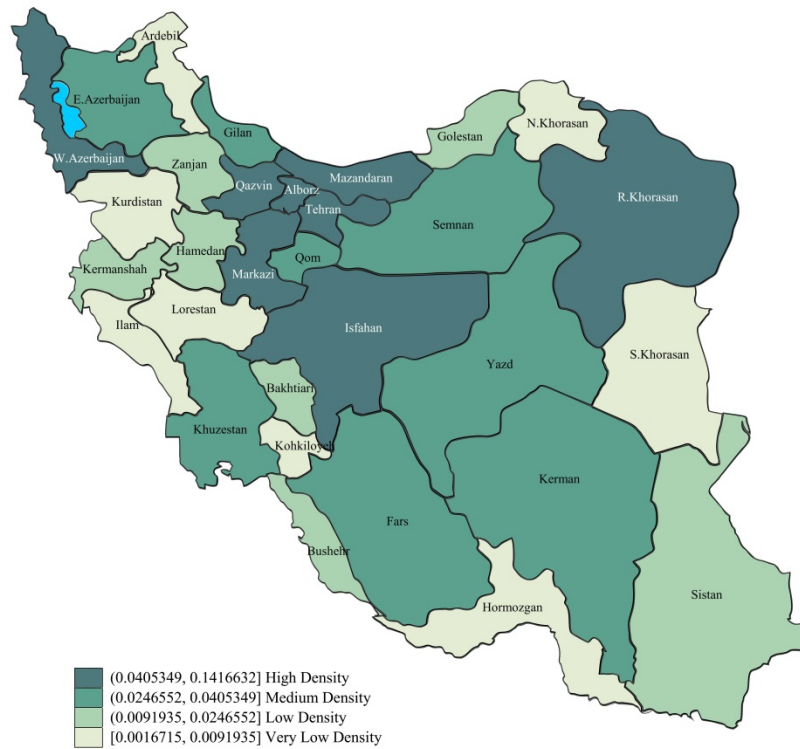 Ardebil
E.Azerbaijan
Gilan
Golestan
N.Khorasan
W.Azerbaijan
Zanjan
Qazvin
Alborz
Mazandaran
Tehran
R.Khorasan
Kurdistan
Semnan
Hamedan
Qom
Kermanshah
Markazi
Ilam
Lorestan
Isfahan
S.Khorasan
Yazd
Bakhtiari
Khuzestan
Kohkiloyeh
Kerman
Fars
Bushehr
Sistan
Hormozgan
(0.0405349, 0.1416632] High Density
(0.0246552, 0.0405349] Medium Density
(0.0091935, 0.0246552] Low Density
[0.0016715, 0.0091935] Very Low Density